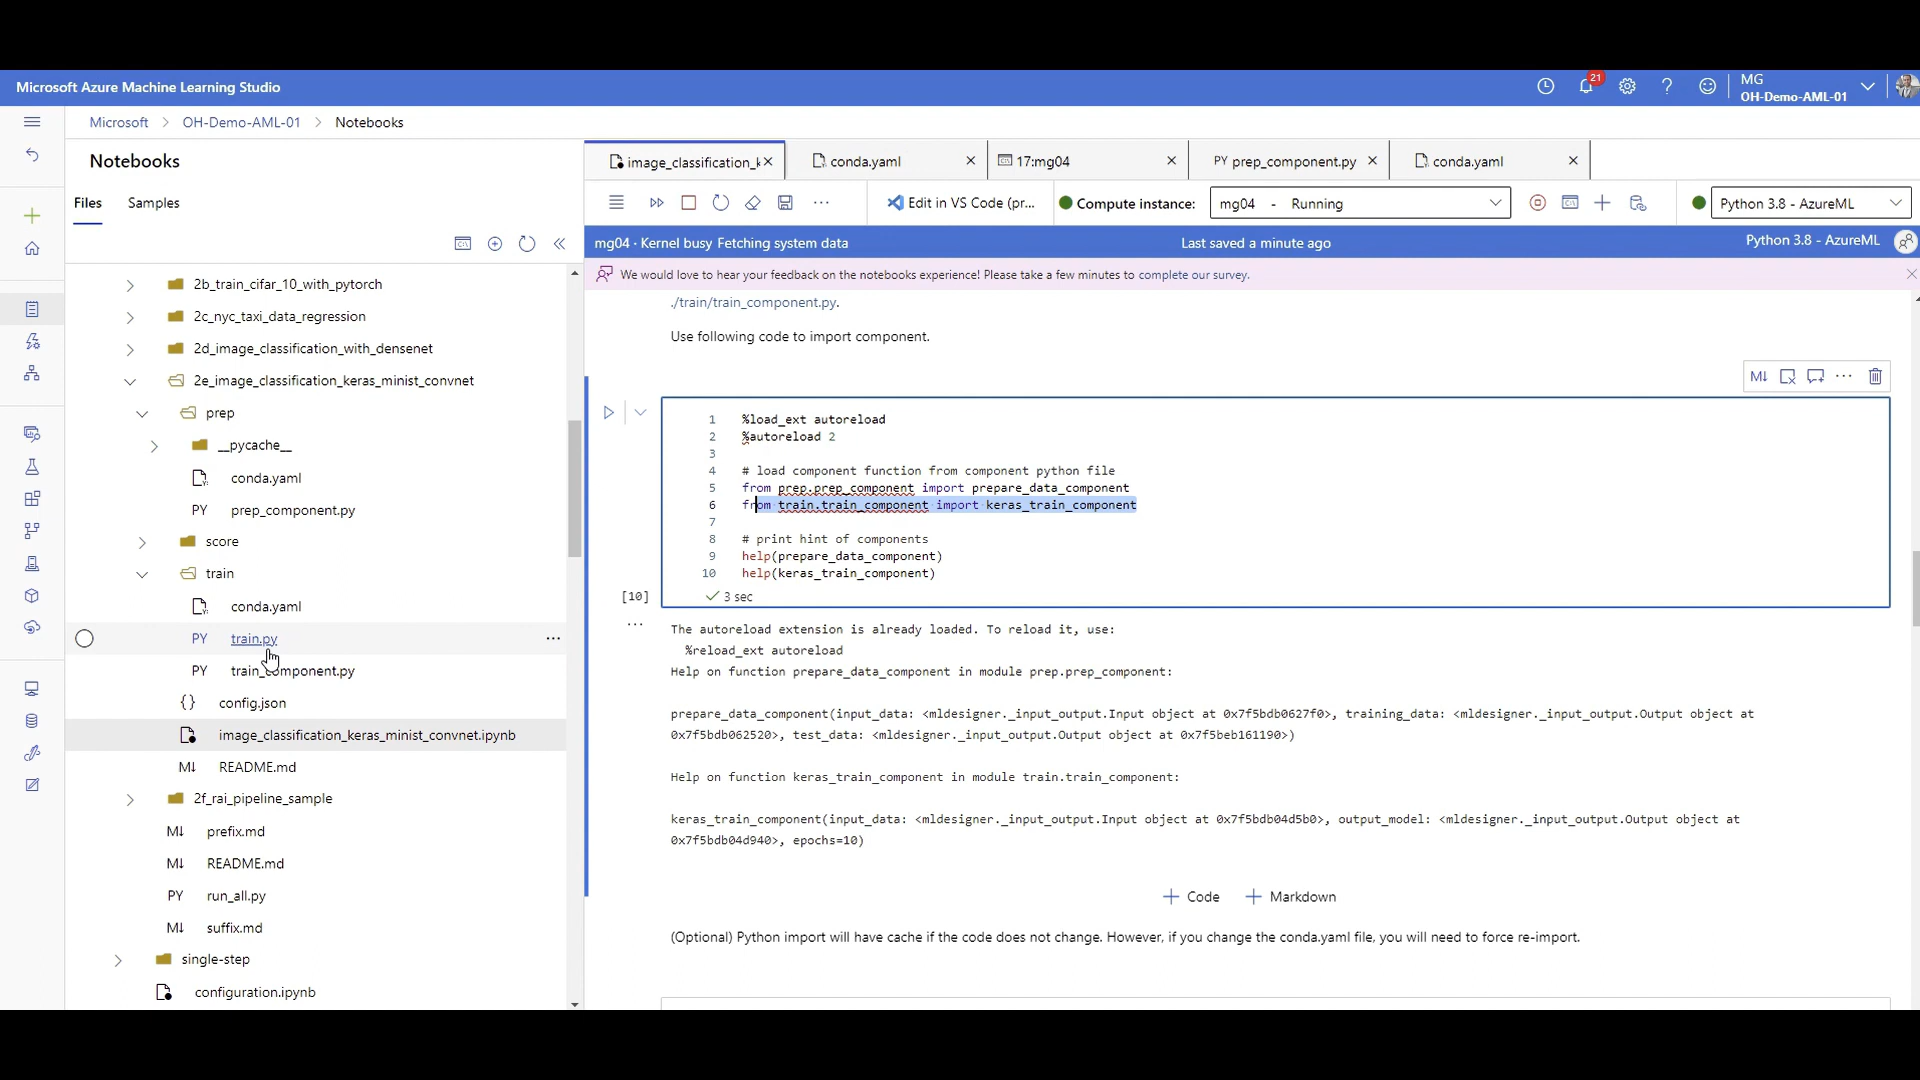 Microsoft Azure Machine Learning Studio
21
MG
OH-Demo-AML-01
Microsoft > OH-Demo-AML-01 > Notebooks
Notebooks
Files Samples
2b_train_cifar_10_with_pytorch
2c_nyc_taxi_data_regression
2d_image_classification_with_densenet
2e_image_classification_keras_minist_convnet
prep
__pycache__
conda.yaml
PY prep_component.py
score
train
conda.yaml
PY train.py ...
PY train_component.py
{} config.json
image_classification_keras_minist_convnet.ipynb
M↓ README.md
2f_rai_pipeline_sample
M↓ prefix.md
M↓ README.md
PY run_all.py
M↓ suffix.md
single-step
configuration.ipynb
image_classification_k conda.yaml 17:mg04 PY prep_component.py conda.yaml
... Edit in VS Code (pr... Compute instance: mg04 - Running Python 3.8 - AzureML
mg04 · Kernel busy Fetching system data Last saved a minute ago Python 3.8 - AzureML
We would love to hear your feedback on the notebooks experience! Please take a few minutes to complete our survey.
./train/train_component.py.
Use following code to import component.
M↓ ...
1 %load_ext autoreload
2 %autoreload 2
3
4 # load component function from component python file
5 from prep.prep_component import prepare_data_component
6 from train.train_component import keras_train_component
7
8 # print hint of components
9 help(prepare_data_component)
10 help(keras_train_component)
[10] ✓ 3 sec
... The autoreload extension is already loaded. To reload it, use:
%reload_ext autoreload
Help on function prepare_data_component in module prep.prep_component:
prepare_data_component(input_data: <mldesigner._input_output.Input object at 0x7f5bdb0627f0>, training_data: <mldesigner._input_output.Output object at
0x7f5bdb062520>, test_data: <mldesigner._input_output.Output object at 0x7f5beb161190>)
Help on function keras_train_component in module train.train_component:
keras_train_component(input_data: <mldesigner._input_output.Input object at 0x7f5bdb04d5b0>, output_model: <mldesigner._input_output.Output object at
0x7f5bdb04d940>, epochs=10)
+ Code + Markdown
(Optional) Python import will have cache if the code does not change. However, if you change the conda.yaml file, you will need to force re-import.